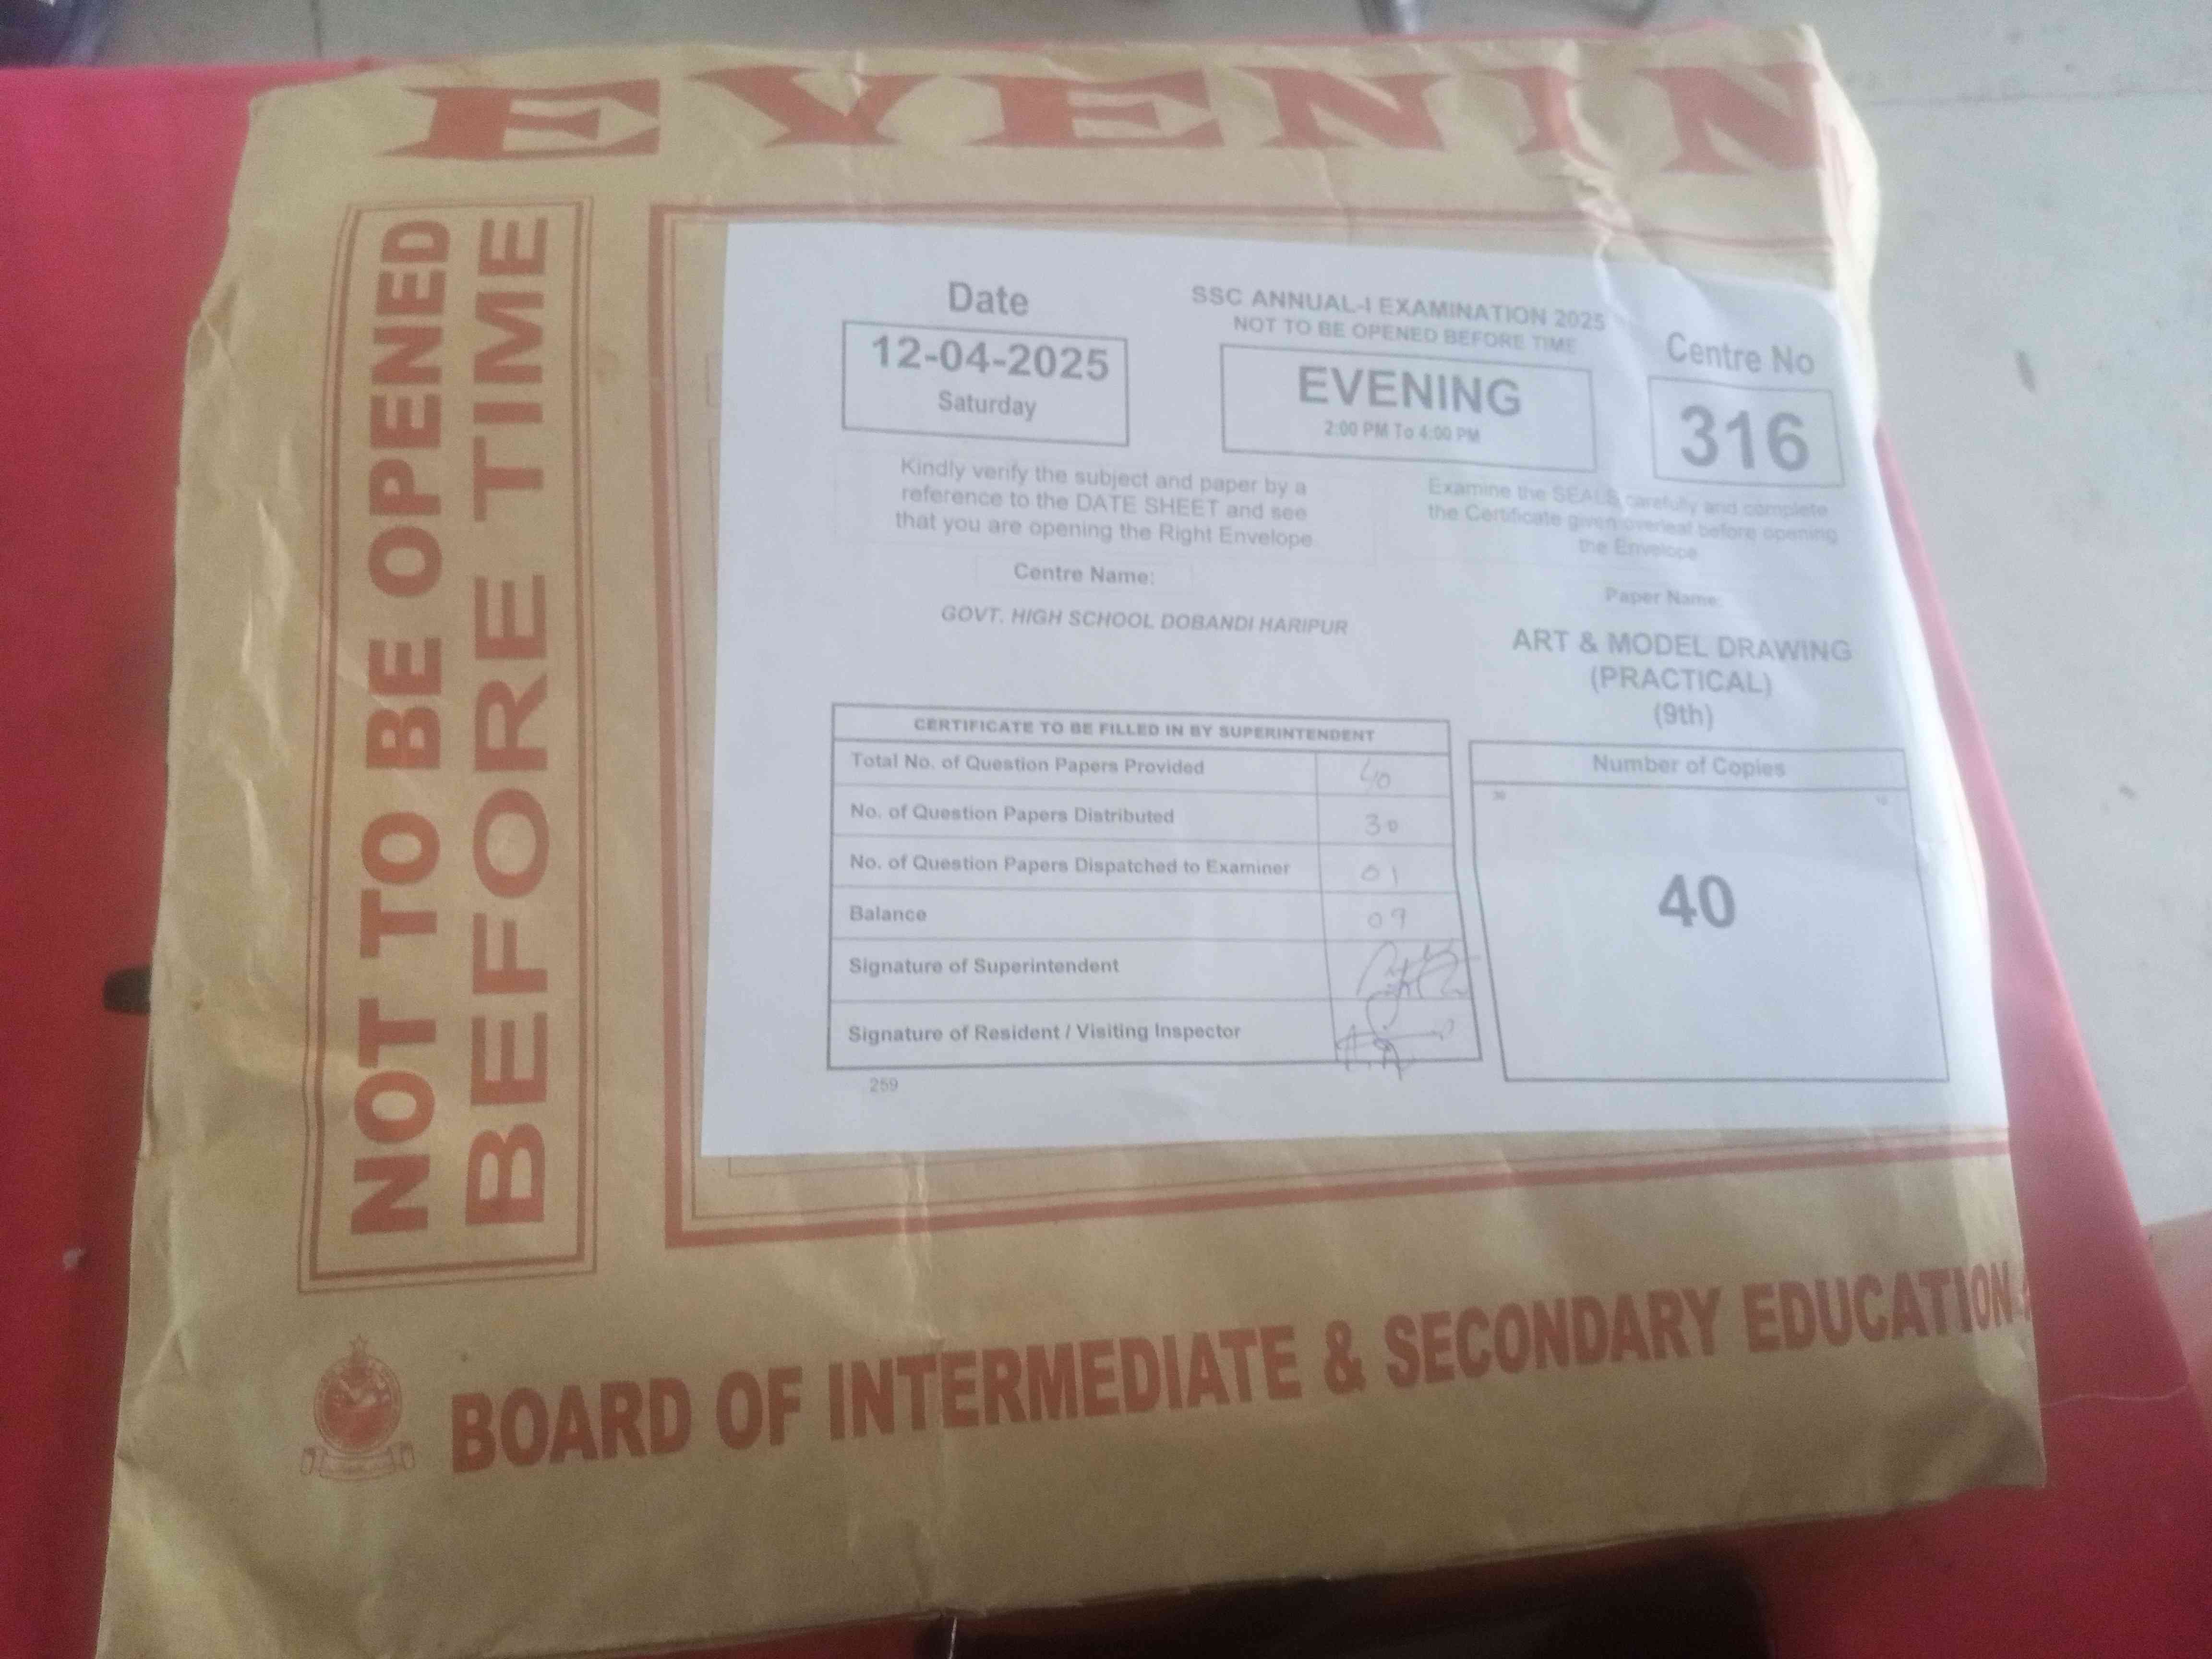 EVENIN
NOT TO BE OPENED
BEFORE TIME
Date
12-04-2025
Saturday
SSC ANNUAL-I EXAMINATION 2025
NOT TO BE OPENED BEFORE TIME
EVENING
2:00 PM To 4:00 PM
Centre No
316
Kindly verify the subject and paper by a
reference to the DATE SHEET and see
that you are opening the Right Envelope
Examine the SEALS carefully and complete
the Certificate given overleaf before opening
the Envelope
Centre Name:
GOVT. HIGH SCHOOL DOBANDI HARIPUR
Paper Name:
ART & MODEL DRAWING
(PRACTICAL)
(9th)
CERTIFICATE TO BE FILLED IN BY SUPERINTENDENT
Total No. of Question Papers Provided 40
No. of Question Papers Distributed 30
No. of Question Papers Dispatched to Examiner 01
Balance 09
Signature of Superintendent
Signature of Resident / Visiting Inspector
259
Number of Copies
40
BOARD OF INTERMEDIATE & SECONDARY EDUCATION